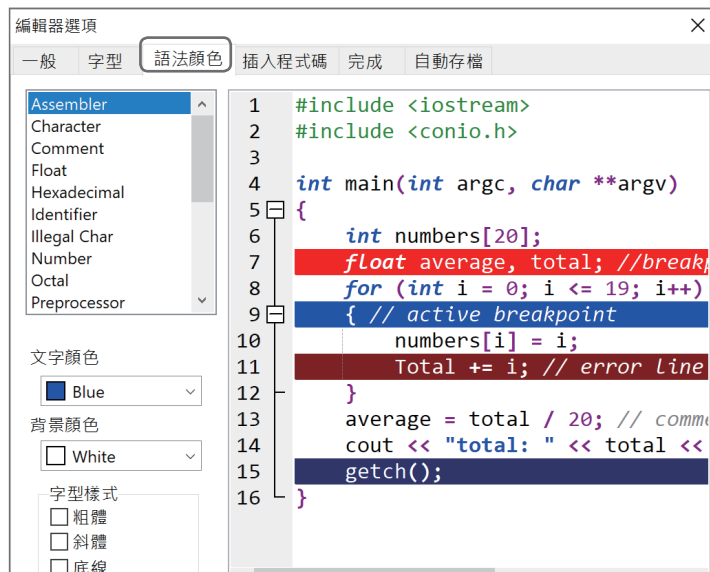 編輯器選項
一般 字型 語法顏色 插入程式碼 完成 自動存檔
Assembler
Character
Comment
Float
Hexadecimal
Identifier
Illegal Char
Number
Octal
Preprocessor
文字顏色
Blue
背景顏色
White
字型樣式
粗體
斜體
底線
1 #include <iostream>
2 #include <conio.h>
3
4 int main(int argc, char **argv)
5 {
6 int numbers[20];
7 float average, total; //breakp
8 for (int i = 0; i <= 19; i++)
9 { // active breakpoint
10 numbers[i] = i;
11 Total += i; // error line
12 }
13 average = total / 20; // comme
14 cout << "total: " << total <<
15 getch();
16 }